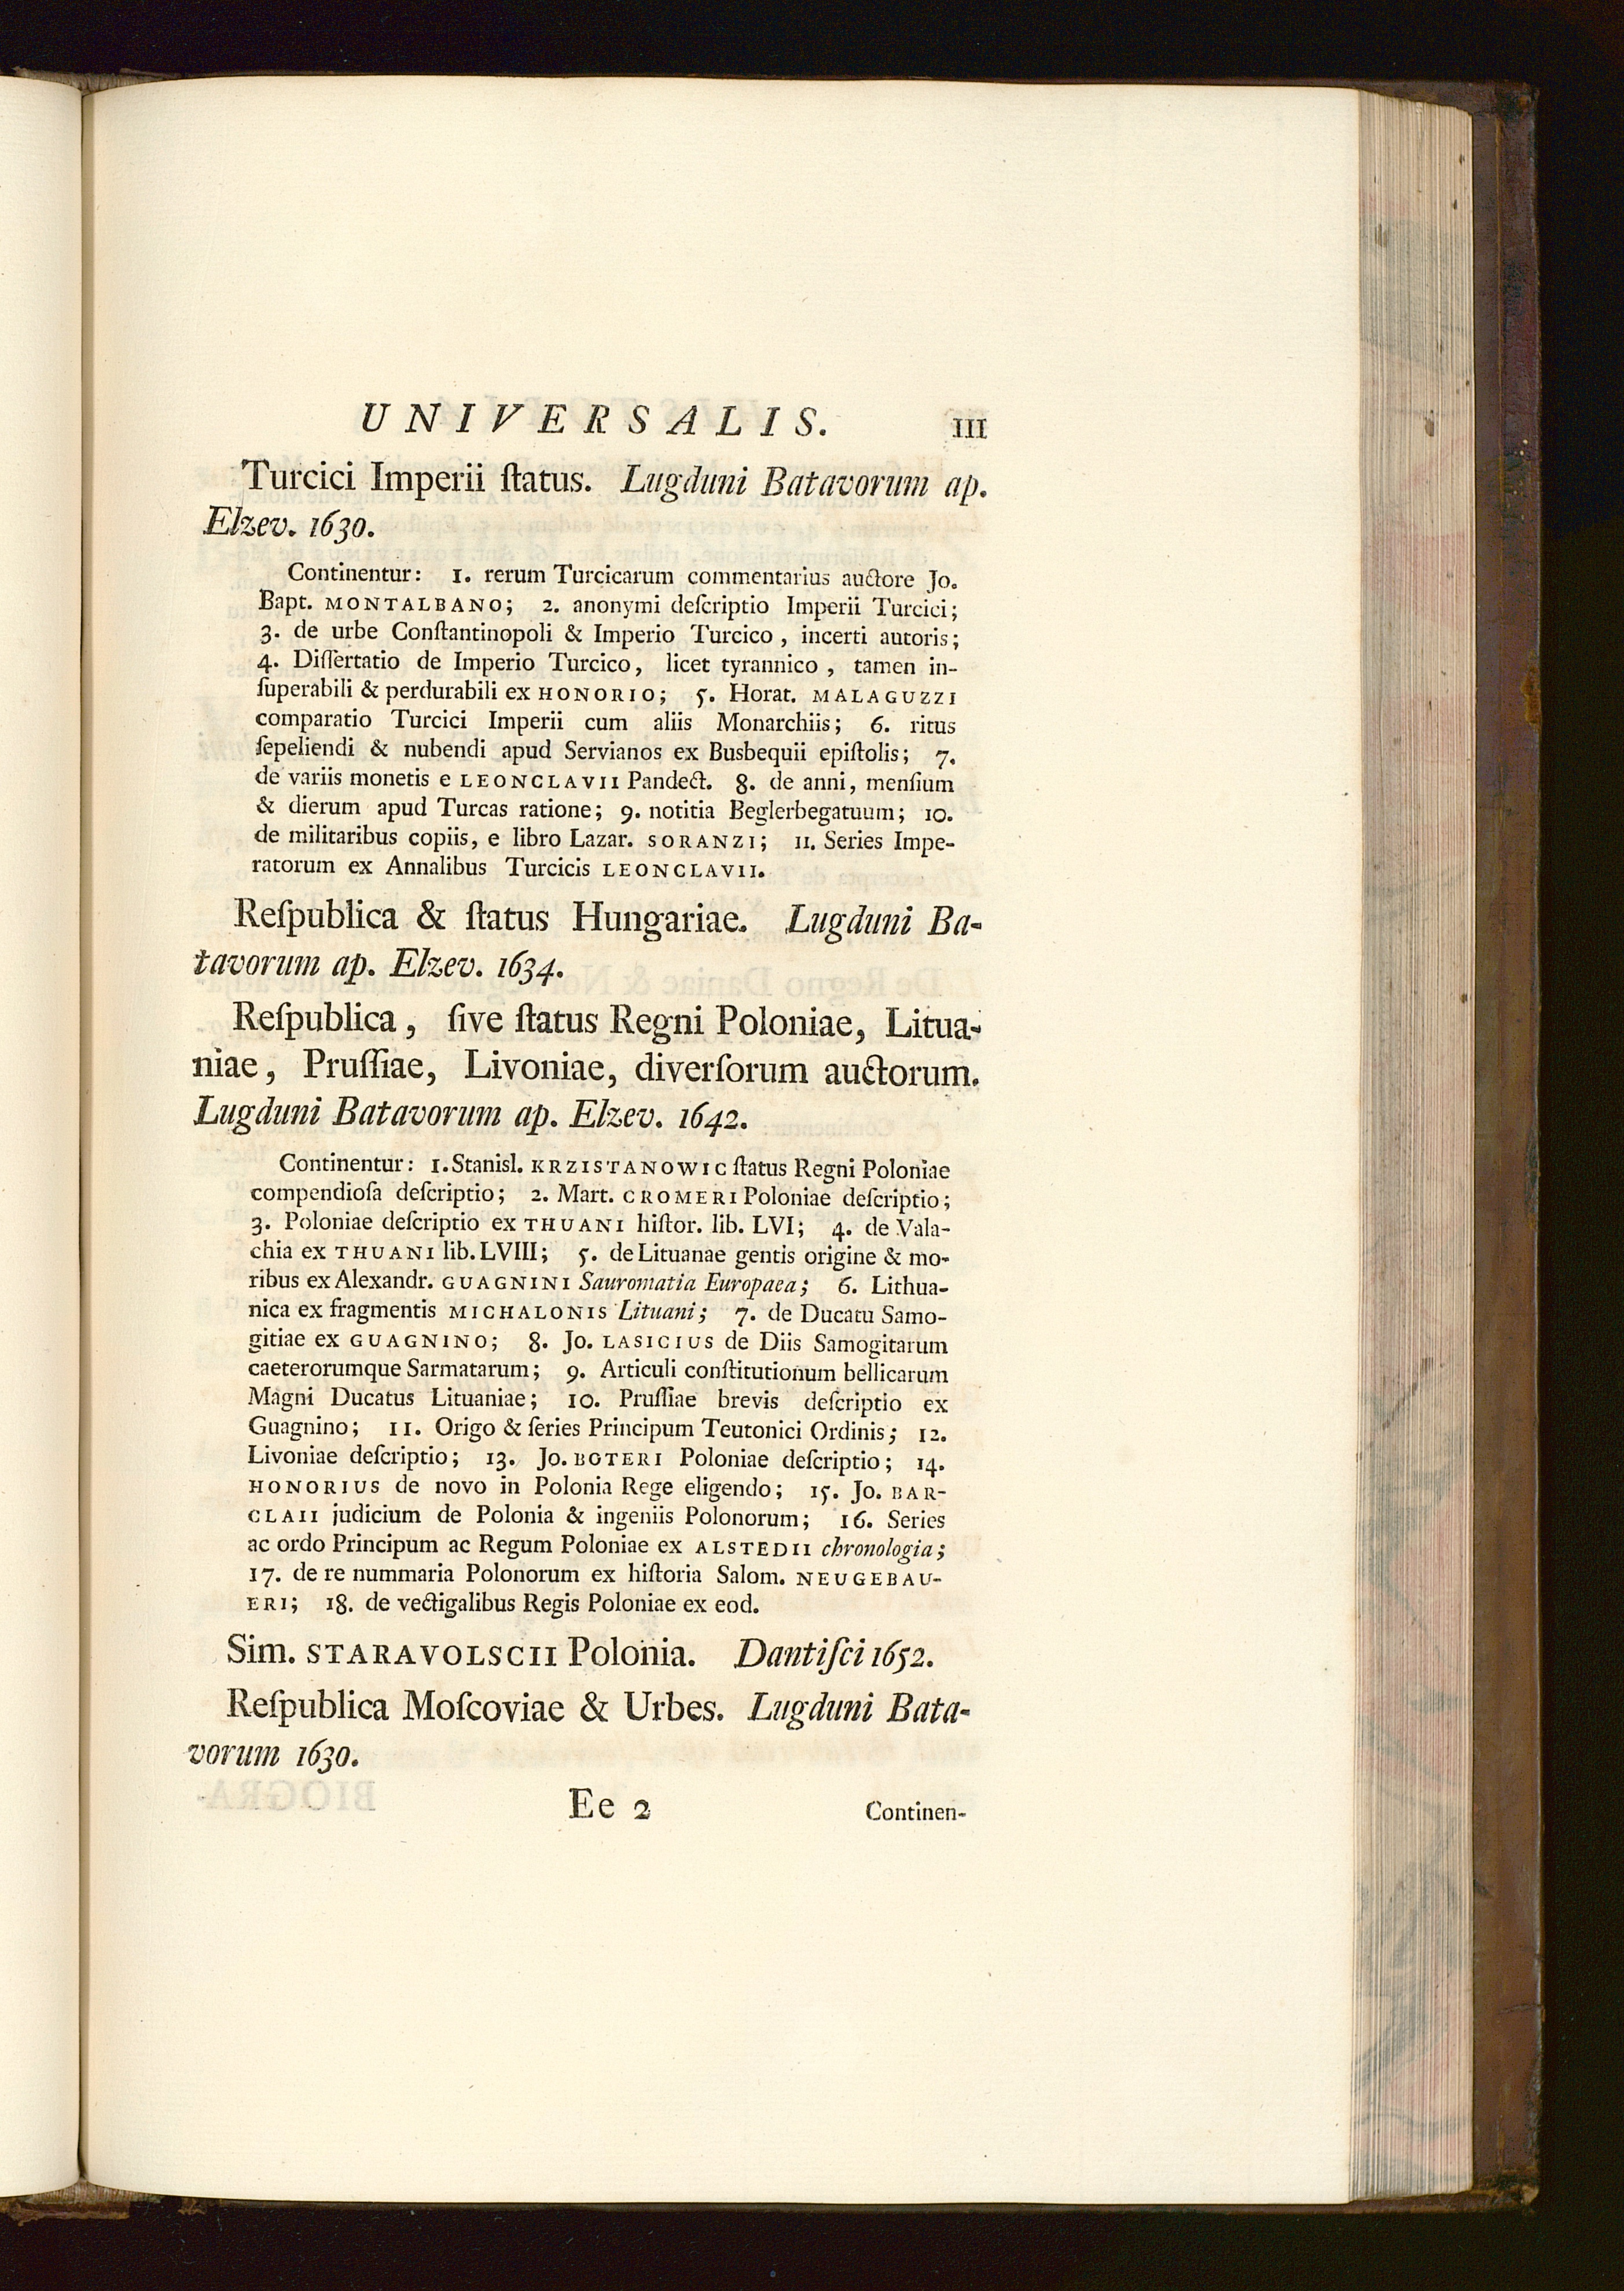 UNIVERSALIS. III
Turcici Imperii ſtatus. Lugduni Batavorum ap.
Elzev. 1630.
Continentur: 1. rerum Turcicarum commentarius auctore Jo.
Bapt. MONTALBANO; 2. anonymi deſcriptio Imperii Turcici;
3. de urbe Conſtantinopoli & Imperio Turcico, incerti autoris;
4. Diſſertatio de Imperio Turcico, licet tyrannico, tamen in-
ſuperabili & perdurabili ex HONORIO; 5. Horat. MALAGUZZI
comparatio Turcici Imperii cum aliis Monarchiis; 6. ritus
ſepeliendi & nubendi apud Servianos ex Busbequii epiſtolis; 7.
de variis monetis e LEONCLAVII Pandect. 8. de anni, menſium
& dierum apud Turcas ratione; 9. notitia Beglerbegatuum; 10.
de militaribus copiis, e libro Lazar. SORANZI; 11. Series Impe-
ratorum ex Annalibus Turcicis LEONCLAVII.
Reſpublica & ſtatus Hungariae. Lugduni Ba-
tavorum ap. Elzev. 1634.
Reſpublica, ſive ſtatus Regni Poloniae, Litua-
niae, Pruſſiae, Livoniae, diverſorum auctorum.
Lugduni Batavorum ap. Elzev. 1642.
Continentur: 1. Stanisl. KRZISTANOWIC ſtatus Regni Poloniae
compendioſa deſcriptio; 2. Mart. CROMERI Poloniae deſcriptio;
3. Poloniae deſcriptio ex THUANI hiſtor. lib. LVI; 4. de Vala-
chia ex THUANI lib. LVIII; 5. de Lituanae gentis origine & mo-
ribus ex Alexandr. GUAGNINI Sauromatia Europaea; 6. Lithua-
nica ex fragmentis MICHALONIS Lituani; 7. de Ducatu Samo-
gitiae ex GUAGNINO; 8. Jo. LASICIUS de Diis Samogitarum
caeterorumque Sarmatarum; 9. Articuli conſtitutionum bellicarum
Magni Ducatus Lituaniae; 10. Pruſſiae brevis deſcriptio ex
Guagnino; 11. Origo & ſeries Principum Teutonici Ordinis; 12.
Livoniae deſcriptio; 13. Jo. BOTERI Poloniae deſcriptio; 14.
HONORIUS de novo in Polonia Rege eligendo; 15. Jo. BAR-
CLAII judicium de Polonia & ingeniis Polonorum; 16. Series
ac ordo Principum ac Regum Poloniae ex ALSTEDII chronologia;
17. de re nummaria Polonorum ex hiſtoria Salom. NEUGEBAU-
ERI; 18. de vectigalibus Regis Poloniae ex eod.
Sim. STARAVOLSCII Polonia. Dantiſci 1652.
Reſpublica Moſcoviae & Urbes. Lugduni Bata-
vorum 1630.
Ee 2 Continen-